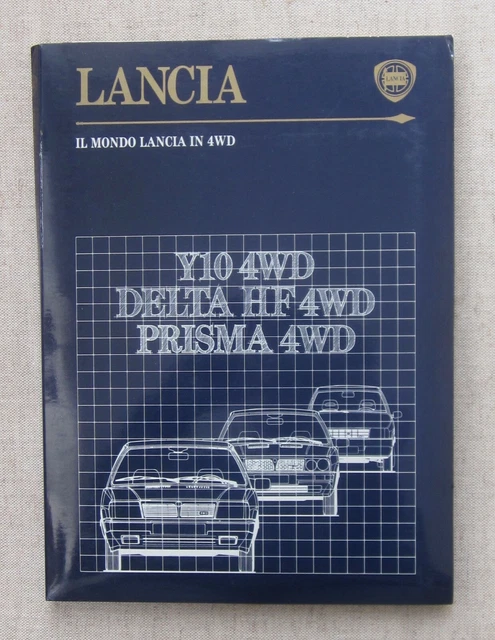 LANCIA
LANCIA
IL MONDO LANCIA IN 4WD
Y10 4WD
DELTA HF 4WD
PRISMA 4WD